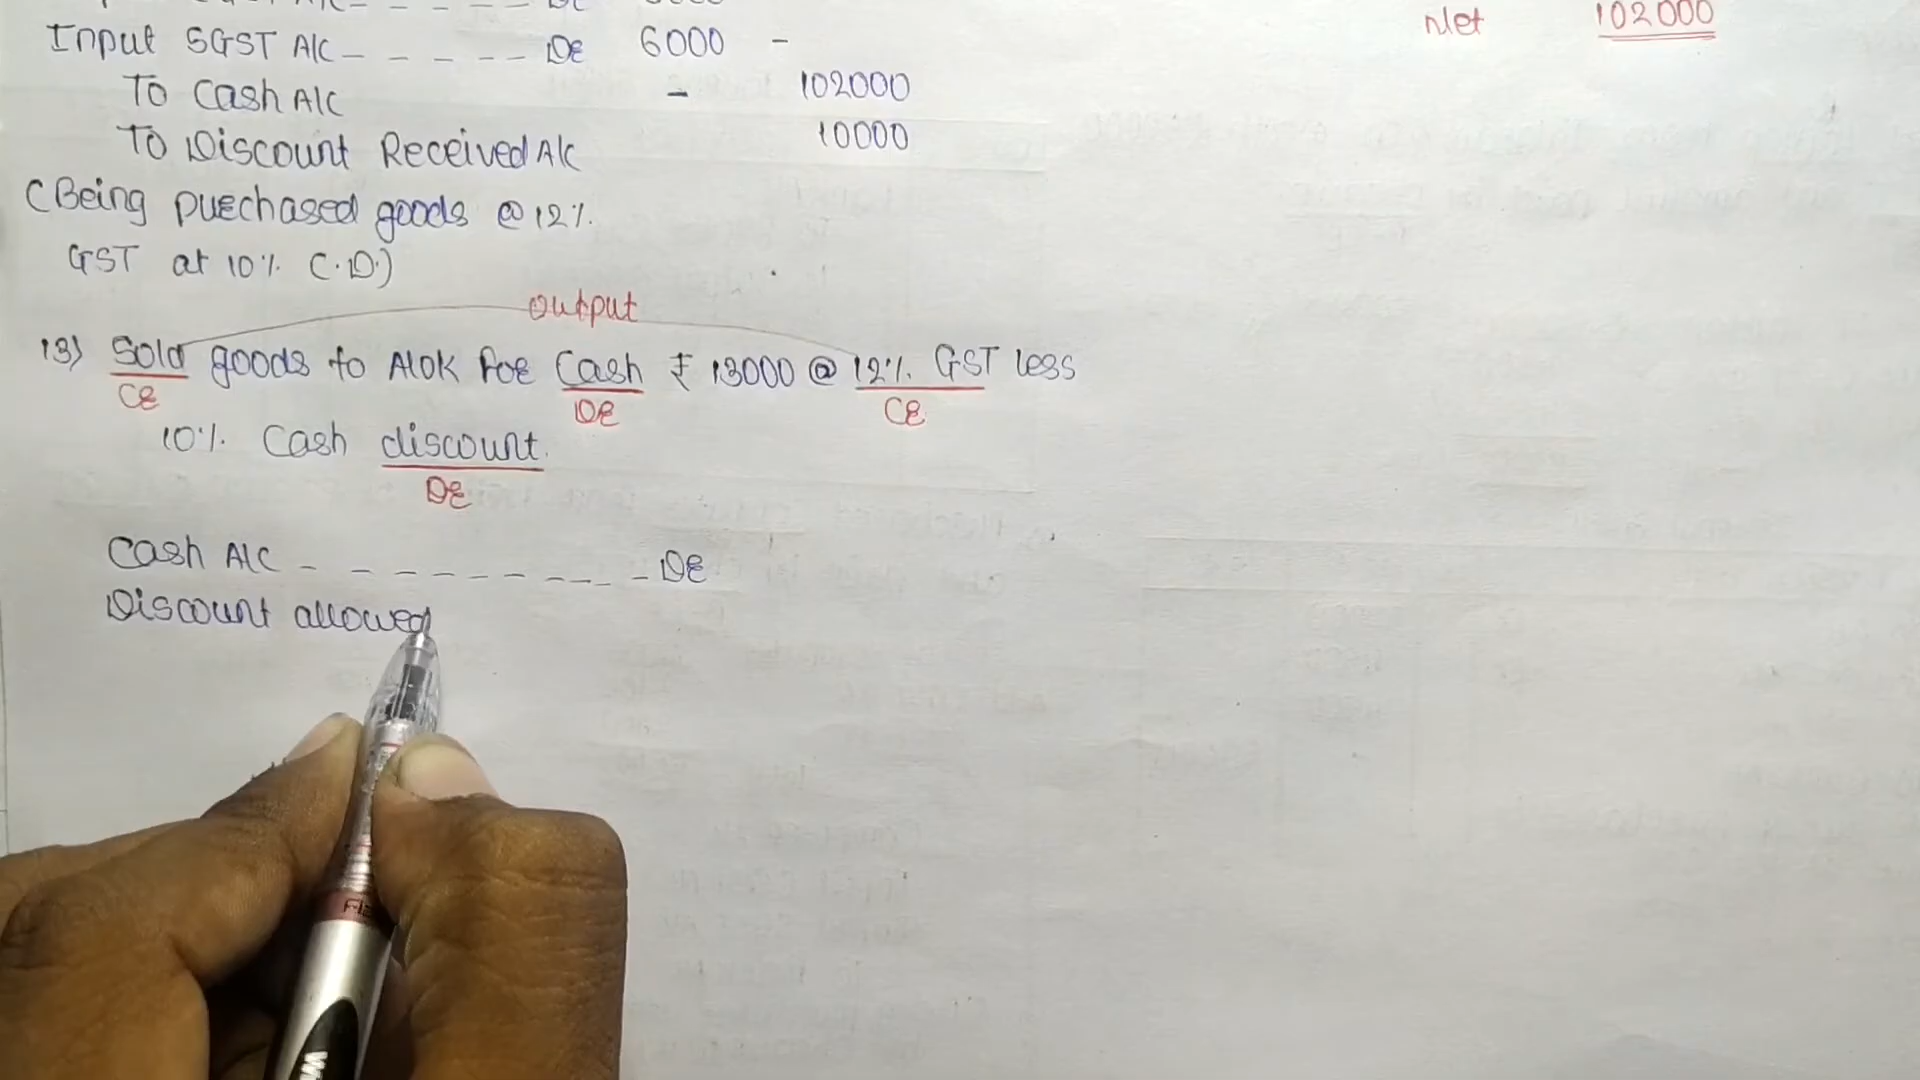 Input SGST A/C - - - - - Dr 6000 -
To Cash A/C - 102000
To Discount Received A/C 10000
(Being purchased goods @ 12%.
GST at 10%. C.D.)
Net 102000
output
13) Sold goods to Alok for Cash ₹ 13000 @ 12%. GST less
Cr Dr Cr
10%. Cash discount.
Dr
Cash A/C - - - - - - - - - - Dr
Discount allowed